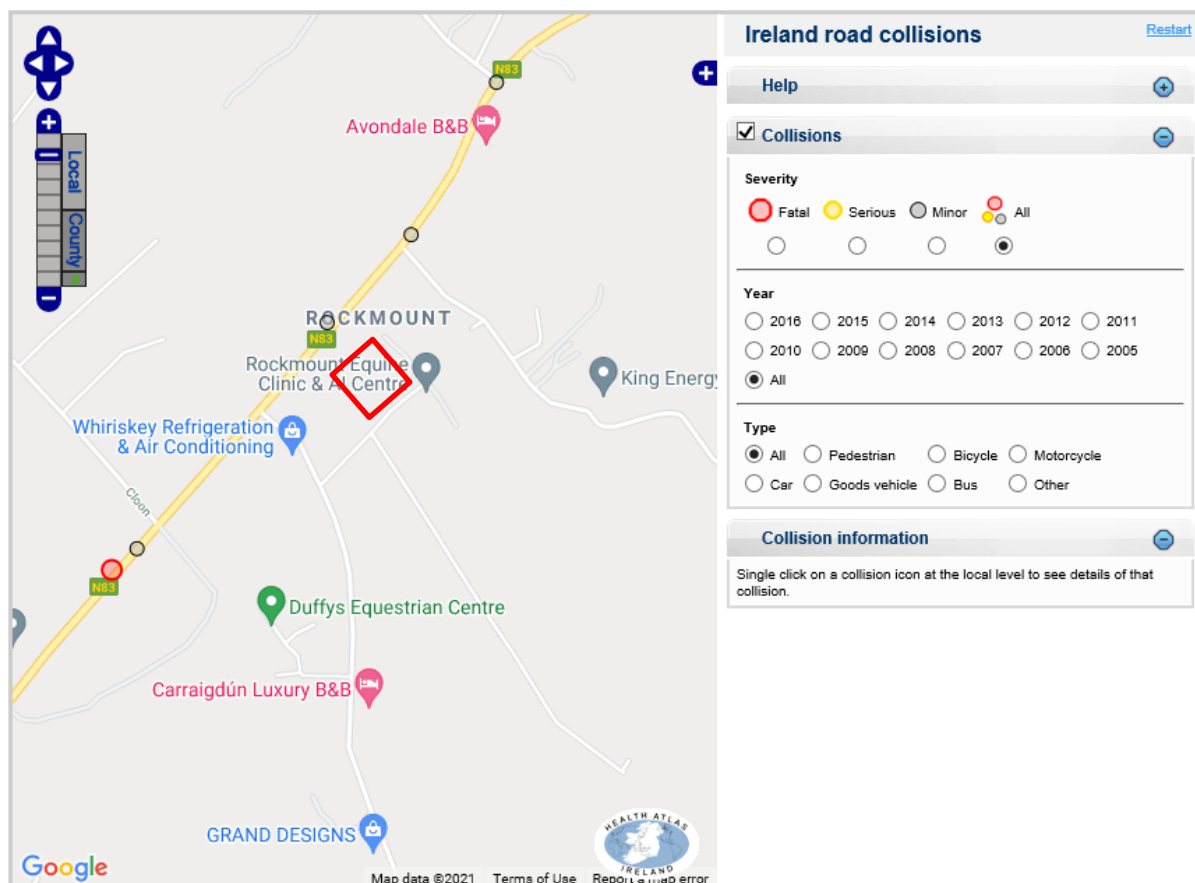 N83
Avondale B&B
Local
County
ROCKMOUNT
N83
Rockmount Equine
Clinic & AI Centre
King Energy
Whiriskey Refrigeration
& Air Conditioning
Cloon
N83
Duffys Equestrian Centre
Carraigdún Luxury B&B
GRAND DESIGNS
HEALTH ATLAS
IRELAND
Google
Map data ©2021 Terms of Use Report a map error
Ireland road collisions
Restart
Help
Collisions
Severity
Fatal Serious Minor All
Year
2016 2015 2014 2013 2012 2011
2010 2009 2008 2007 2006 2005
All
Type
All Pedestrian Bicycle Motorcycle
Car Goods vehicle Bus Other
Collision information
Single click on a collision icon at the local level to see details of that
collision.